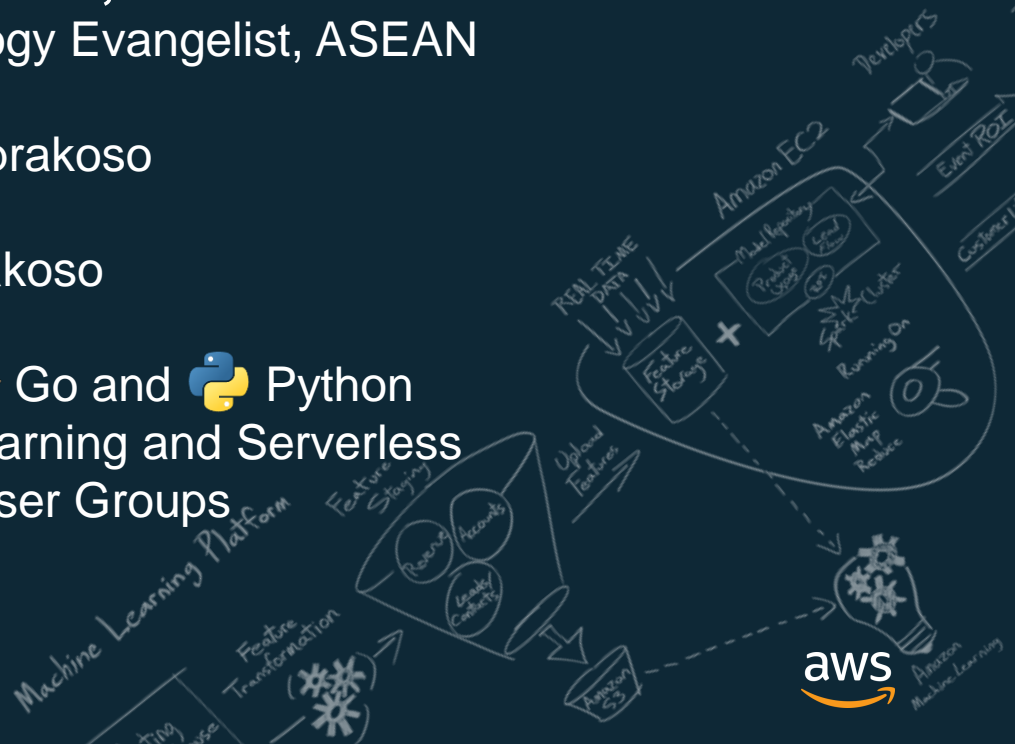 ogy Evangelist, ASEAN
orakoso
koso
Go and Python
arning and Serverless
ser Groups
Developers
Event ROI
Customer
Amazon EC2
Model Repository
Lead
Product
Usage
ROI
REAL TIME
DATA
Feature
Storage
Spark Cluster
Running On
Amazon
Elastic
Map
Reduce
Upload
Features
Feature
Staging
Revenue
Accounts
Leads/
Contacts
Machine Learning Platform
Feature
Transformation
Amazon
S3
aws
Amazon
Machine Learning